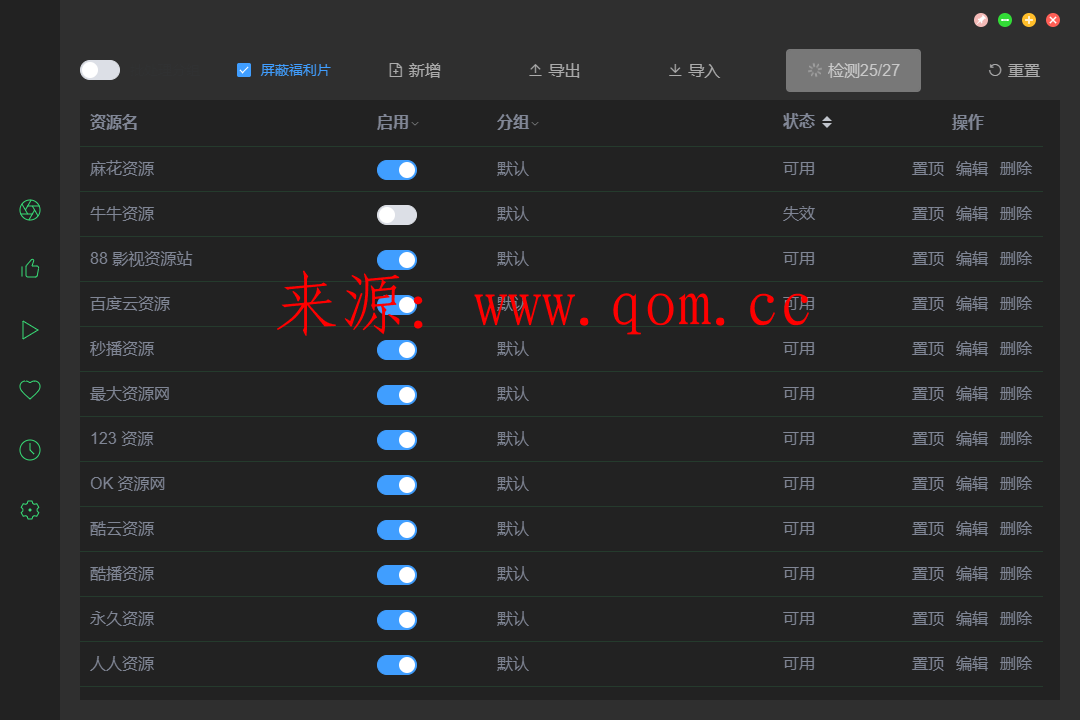 屏蔽福利片 新增 导出 导入 检测25/27 重置
资源名 启用 分组 状态 操作
麻花资源 默认 可用 置顶 编辑 删除
牛牛资源 默认 失效 置顶 编辑 删除
88 影视资源站 默认 可用 置顶 编辑 删除
百度云资源 默认 可用 置顶 编辑 删除
来源: www.qom.cc
秒播资源 默认 可用 置顶 编辑 删除
最大资源网 默认 可用 置顶 编辑 删除
123 资源 默认 可用 置顶 编辑 删除
OK 资源网 默认 可用 置顶 编辑 删除
酷云资源 默认 可用 置顶 编辑 删除
酷播资源 默认 可用 置顶 编辑 删除
永久资源 默认 可用 置顶 编辑 删除
人人资源 默认 可用 置顶 编辑 删除